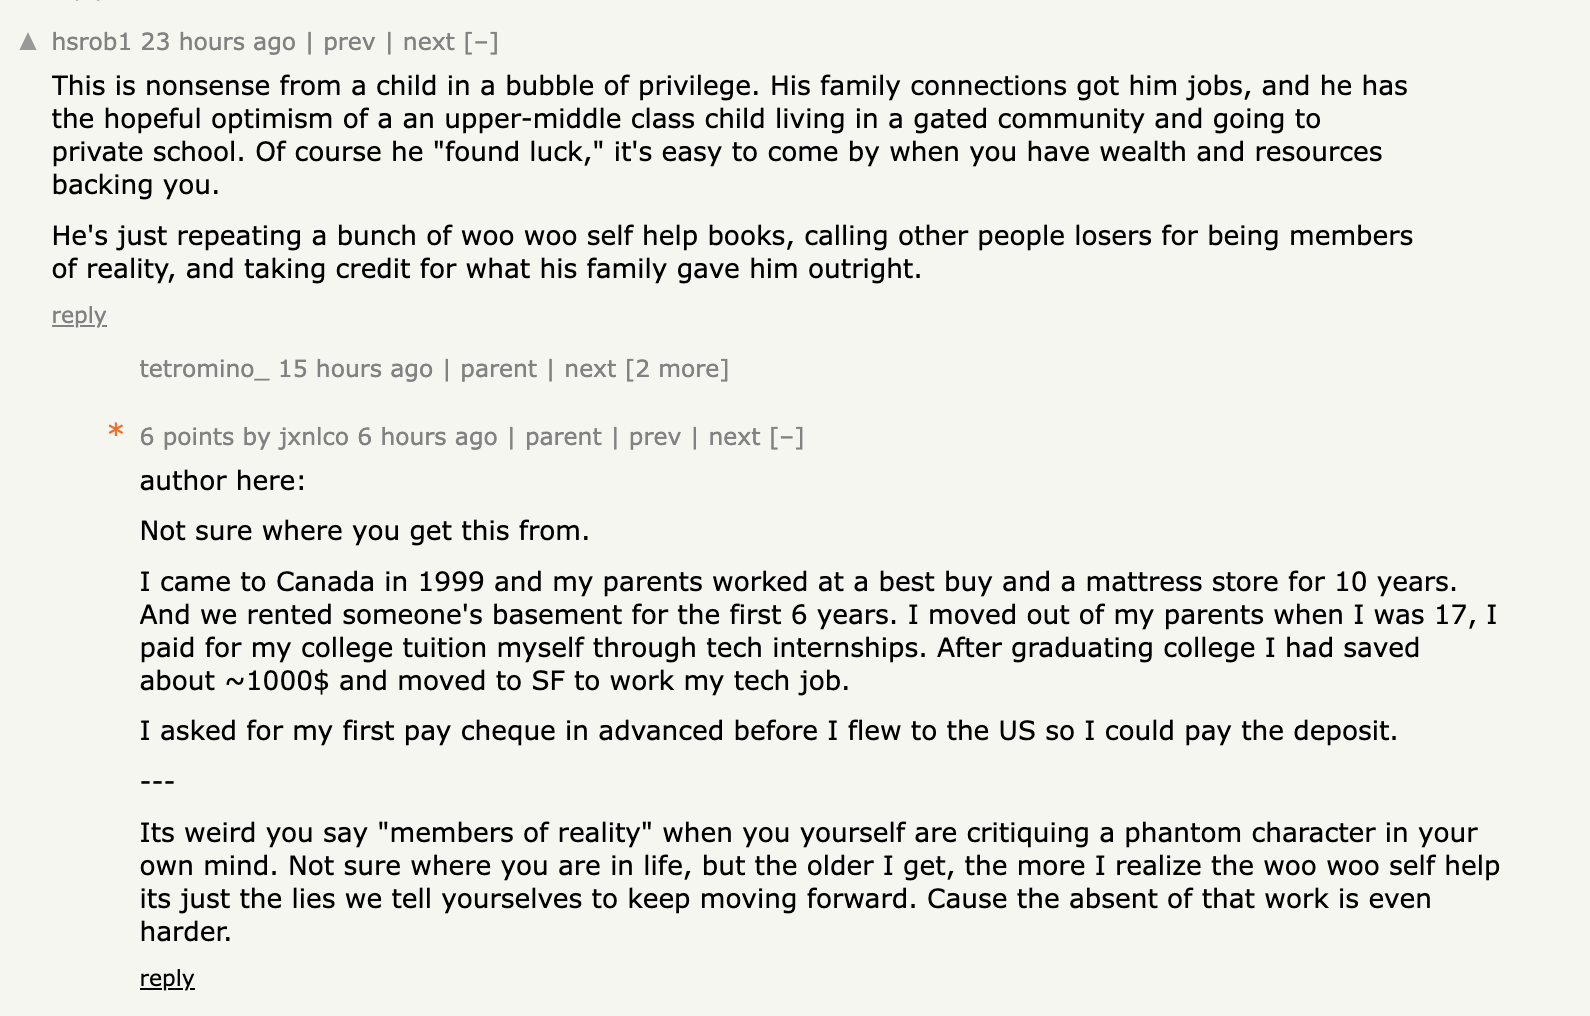 ▲ hsrob1 23 hours ago | prev | next [–]
This is nonsense from a child in a bubble of privilege. His family connections got him jobs, and he has
the hopeful optimism of a an upper-middle class child living in a gated community and going to
private school. Of course he "found luck," it's easy to come by when you have wealth and resources
backing you.
He's just repeating a bunch of woo woo self help books, calling other people losers for being members
of reality, and taking credit for what his family gave him outright.
reply
tetromino_ 15 hours ago | parent | next [2 more]
* 6 points by jxnlco 6 hours ago | parent | prev | next [–]
author here:
Not sure where you get this from.
I came to Canada in 1999 and my parents worked at a best buy and a mattress store for 10 years.
And we rented someone's basement for the first 6 years. I moved out of my parents when I was 17, I
paid for my college tuition myself through tech internships. After graduating college I had saved
about ~1000$ and moved to SF to work my tech job.
I asked for my first pay cheque in advanced before I flew to the US so I could pay the deposit.
---
Its weird you say "members of reality" when you yourself are critiquing a phantom character in your
own mind. Not sure where you are in life, but the older I get, the more I realize the woo woo self help
its just the lies we tell yourselves to keep moving forward. Cause the absent of that work is even
harder.
reply